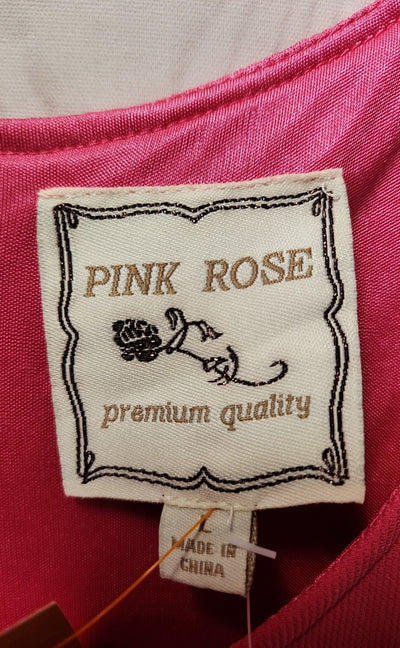 PINK ROSE
premium quality
L
MADE IN
CHINA